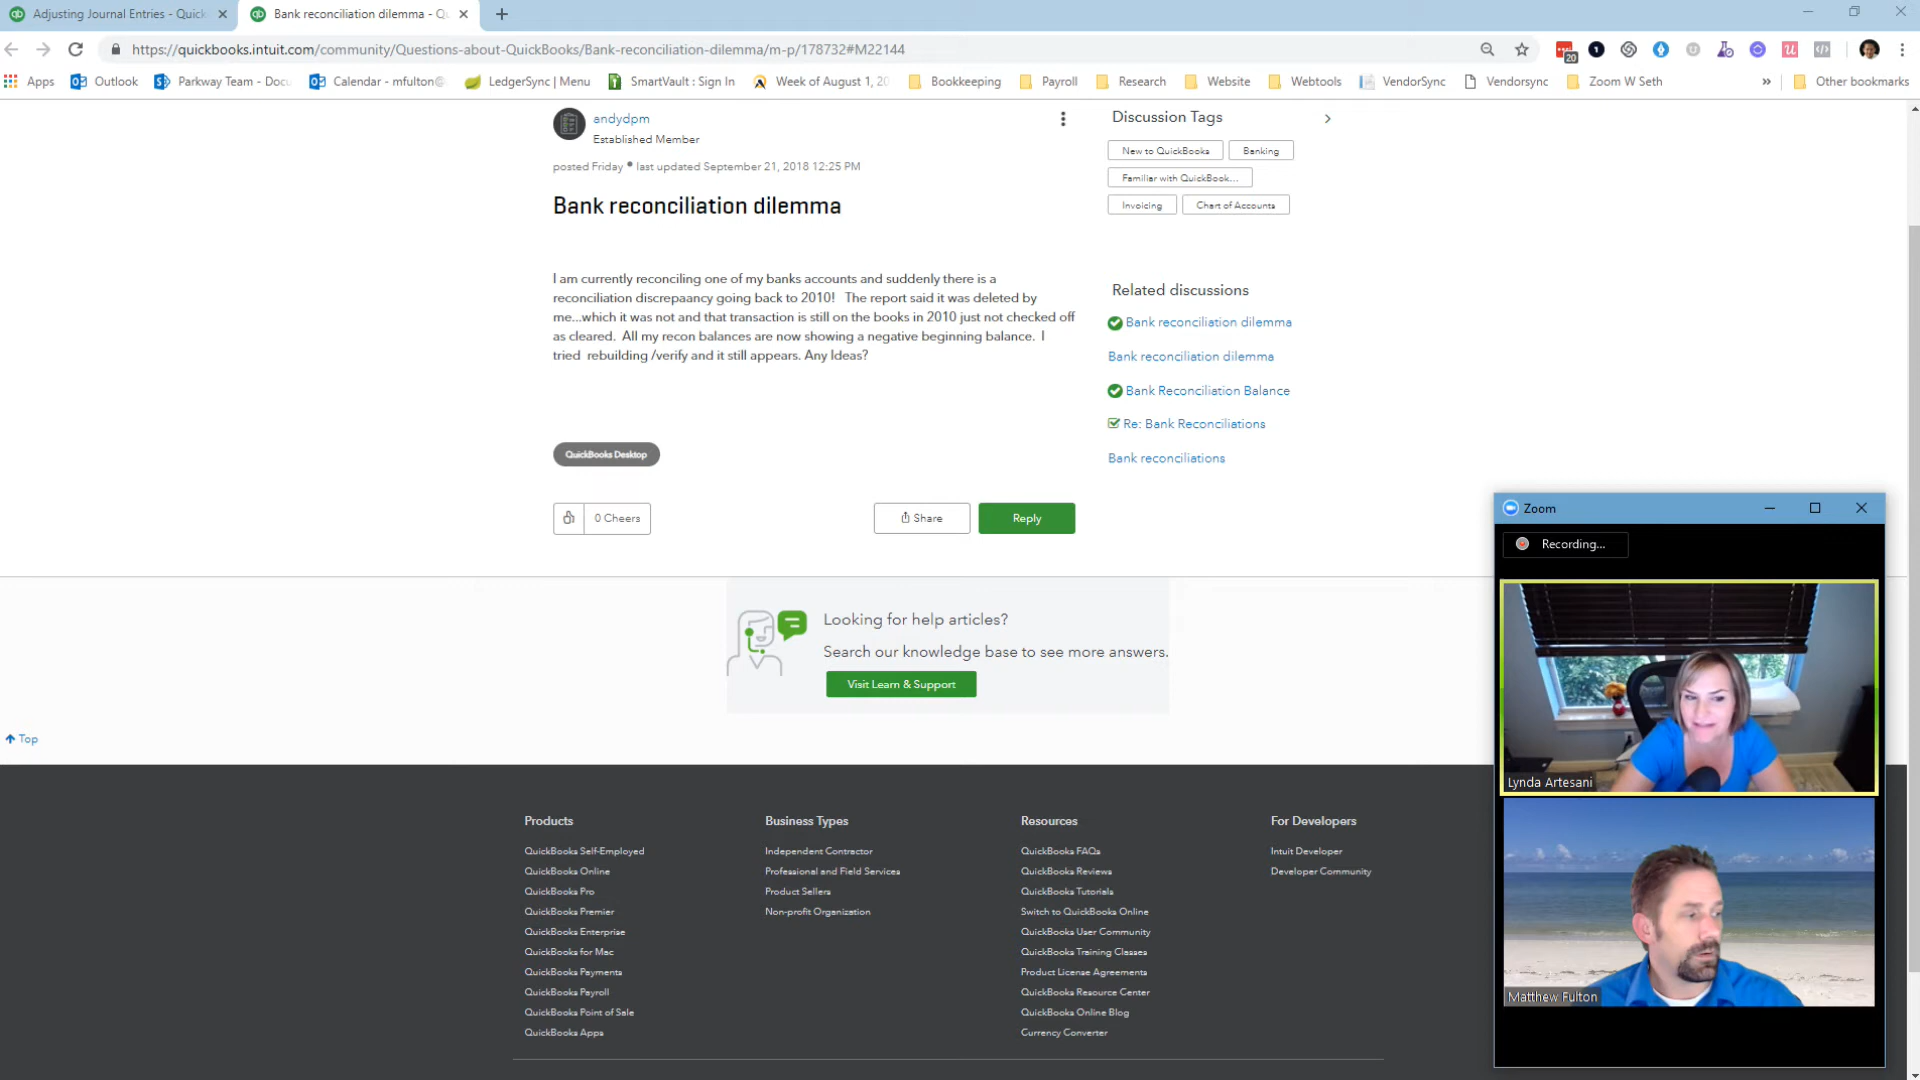 Adjusting Journal Entries - Quick
Bank reconciliation dilemma - Q
https://quickbooks.intuit.com/community/Questions-about-QuickBooks/Bank-reconciliation-dilemma/m-p/178732#M22144
20
Apps
Outlook
Parkway Team - Docu
Calendar - mfulton@
LedgerSync | Menu
SmartVault : Sign In
Week of August 1, 20
Bookkeeping
Payroll
Research
Website
Webtools
VendorSync
Vendorsync
Zoom W Seth
»
Other bookmarks
andydpm
Established Member
posted Friday • last updated September 21, 2018 12:25 PM
Bank reconciliation dilemma
I am currently reconciling one of my banks accounts and suddenly there is a
reconciliation discrepaancy going back to 2010! The report said it was deleted by
me...which it was not and that transaction is still on the books in 2010 just not checked off
as cleared. All my recon balances are now showing a negative beginning balance. I
tried rebuilding /verify and it still appears. Any Ideas?
QuickBooks Desktop
0 Cheers
Share
Reply
Discussion Tags
New to QuickBooks
Banking
Familiar with QuickBook...
Invoicing
Chart of Accounts
Related discussions
Bank reconciliation dilemma
Bank reconciliation dilemma
Bank Reconciliation Balance
Re: Bank Reconciliations
Bank reconciliations
Looking for help articles?
Search our knowledge base to see more answers.
Visit Learn & Support
Top
Products
QuickBooks Self-Employed
QuickBooks Online
QuickBooks Pro
QuickBooks Premier
QuickBooks Enterprise
QuickBooks for Mac
QuickBooks Payments
QuickBooks Payroll
QuickBooks Point of Sale
QuickBooks Apps
Business Types
Independent Contractor
Professional and Field Services
Product Sellers
Non-profit Organization
Resources
QuickBooks FAQs
QuickBooks Reviews
QuickBooks Tutorials
Switch to QuickBooks Online
QuickBooks User Community
QuickBooks Training Classes
Product License Agreements
QuickBooks Resource Center
QuickBooks Online Blog
Currency Converter
For Developers
Intuit Developer
Developer Community
Zoom
Recording...
Lynda Artesani
Matthew Fulton